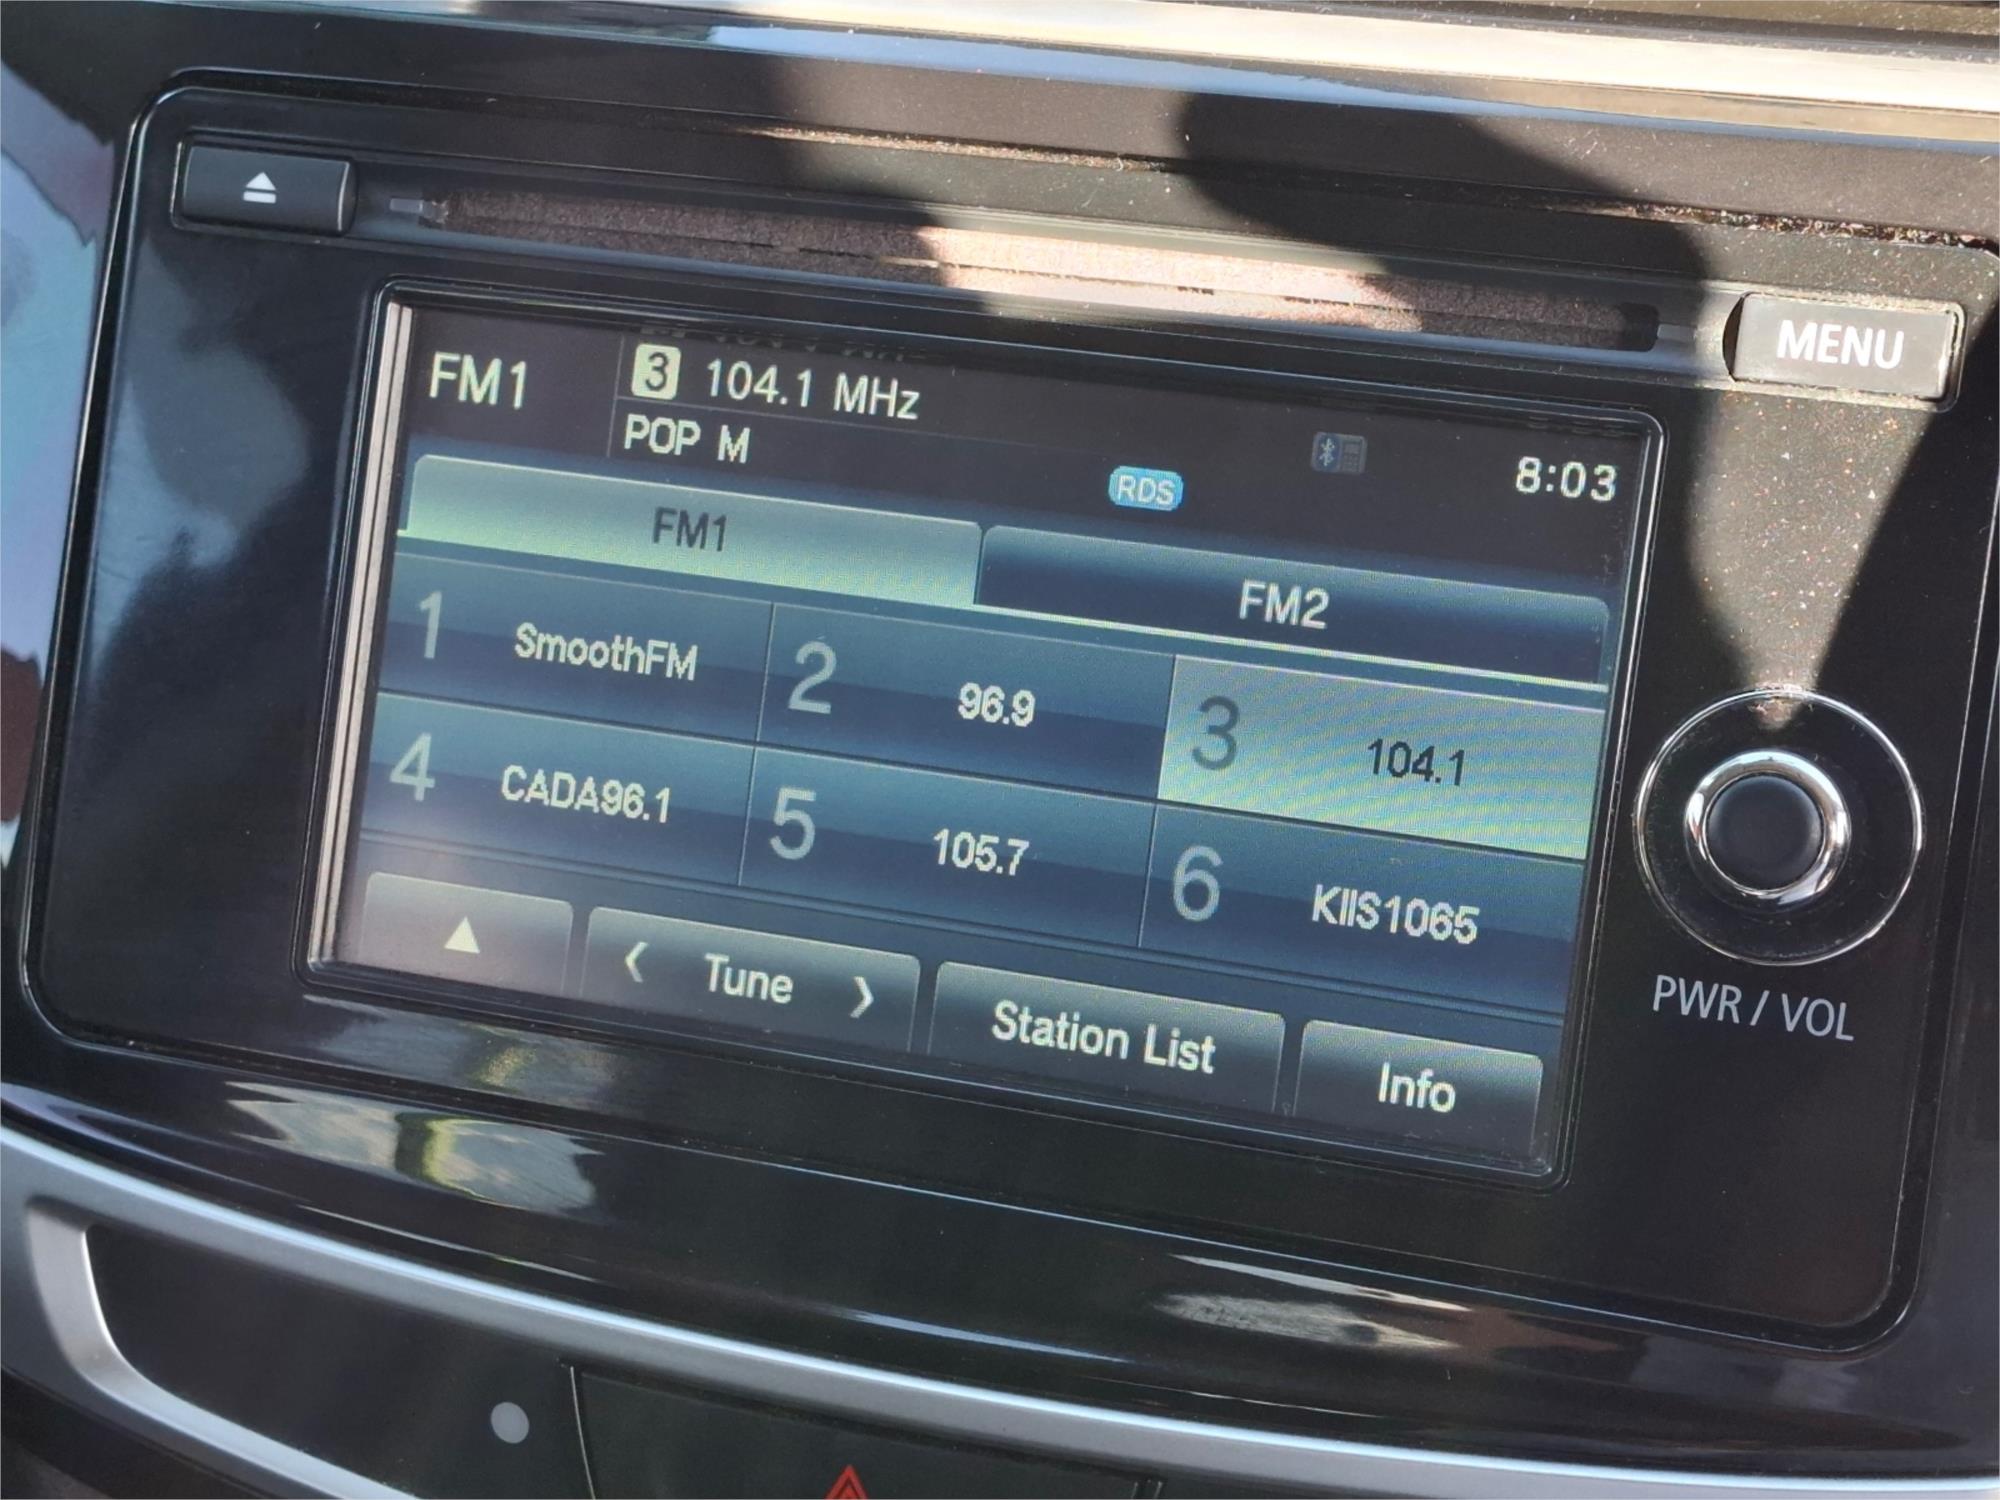 MENU
FM1
3 104.1 MHz
POP M
RDS
8:03
FM1
FM2
1 SmoothFM
2 96.9
3 104.1
4 CADA96.1
5 105.7
6 KIIS1065
Tune
Station List
Info
PWR / VOL